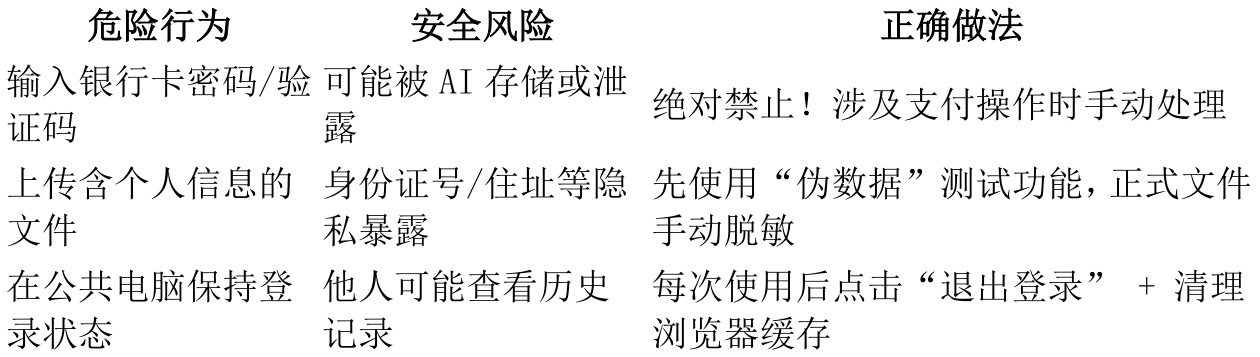 危险行为 安全风险 正确做法
输入银行卡密码/验证码 可能被 AI 存储或泄露 绝对禁止！涉及支付操作时手动处理
上传含个人信息的文件 身份证号/住址等隐私暴露 先使用“伪数据”测试功能，正式文件手动脱敏
在公共电脑保持登录状态 他人可能查看历史记录 每次使用后点击“退出登录” + 清理浏览器缓存